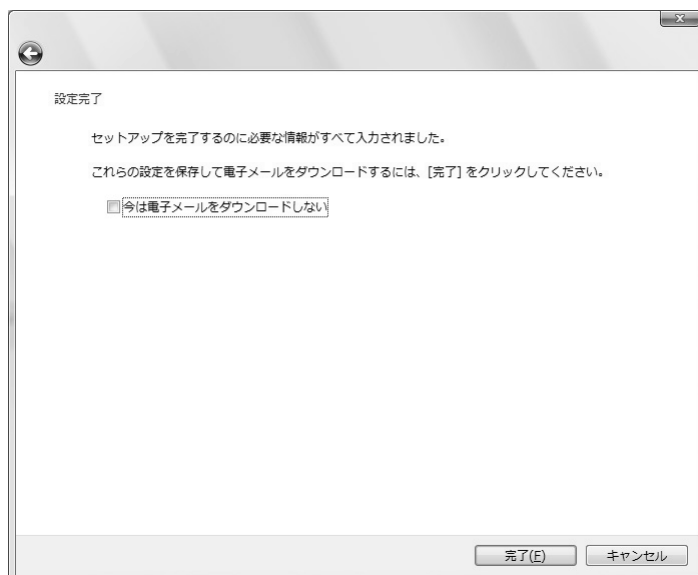 設定完了
セットアップを完了するのに必要な情報がすべて入力されました。
これらの設定を保存して電子メールをダウンロードするには、[完了] をクリックしてください。
今は電子メールをダウンロードしない
完了(F) キャンセル